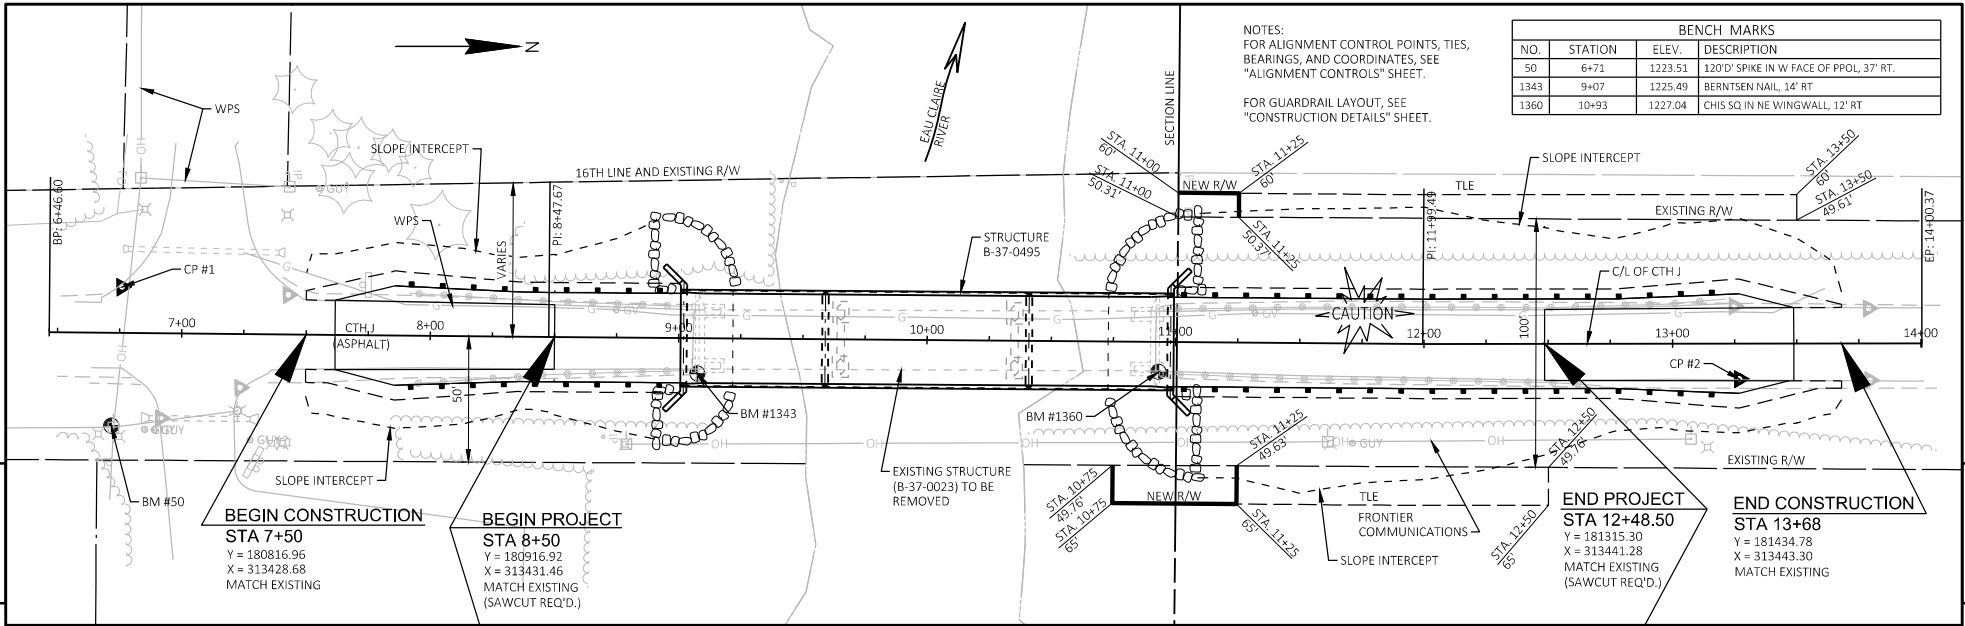 NOTES:
FOR ALIGNMENT CONTROL POINTS, TIES,
BEARINGS, AND COORDINATES, SEE
"ALIGNMENT CONTROLS" SHEET.
FOR GUARDRAIL LAYOUT, SEE
"CONSTRUCTION DETAILS" SHEET.
BENCH MARKS
NO. STATION ELEV. DESCRIPTION
50 6+71 1223.51 120'D' SPIKE IN W FACE OF PPOL, 37' RT.
1343 9+07 1225.49 BERNTSEN NAIL, 14' RT
1360 10+93 1227.04 CHIS SQ IN NE WINGWALL, 12' RT
N
WPS
SLOPE INTERCEPT
EAU CLAIRE
RIVER
SECTION LINE
16TH LINE AND EXISTING R/W
STA. 11+00
60'
STA. 11+00
50.31'
NEW R/W
STA. 11+25
60'
STA. 11+25
50.37'
SLOPE INTERCEPT
TLE
EXISTING R/W
STA. 13+50
60'
STA. 13+50
49.61'
BP: 6+46.60
PI: 8+47.67
PI: 11+99.49
EP: 14+00.37
GUY
WPS
VARIES
STRUCTURE
B-37-0495
C/L OF CTH J
CP #1
CAUTION
100'
7+00
CTH J
(ASPHALT)
8+00
9+00
10+00
11+00
12+00
13+00
14+00
G
G
G
OH
OH
50'
CP #2
BM #1343
BM #1360
GUY
GUY
OH
OH
OH
GUY
OH
STA. 11+25
49.63'
STA. 12+50
49.76'
EXISTING R/W
SLOPE INTERCEPT
BM #50
EXISTING STRUCTURE
(B-37-0023) TO BE
REMOVED
STA. 10+75
49.76'
STA. 10+75
65'
NEW R/W
STA. 11+25
65'
TLE
FRONTIER
COMMUNICATIONS
SLOPE INTERCEPT
STA. 12+50
65'
BEGIN CONSTRUCTION
STA 7+50
Y = 180816.96
X = 313428.68
MATCH EXISTING
BEGIN PROJECT
STA 8+50
Y = 180916.92
X = 313431.46
MATCH EXISTING
(SAWCUT REQ'D.)
END PROJECT
STA 12+48.50
Y = 181315.30
X = 313441.28
MATCH EXISTING
(SAWCUT REQ'D.)
END CONSTRUCTION
STA 13+68
Y = 181434.78
X = 313443.30
MATCH EXISTING